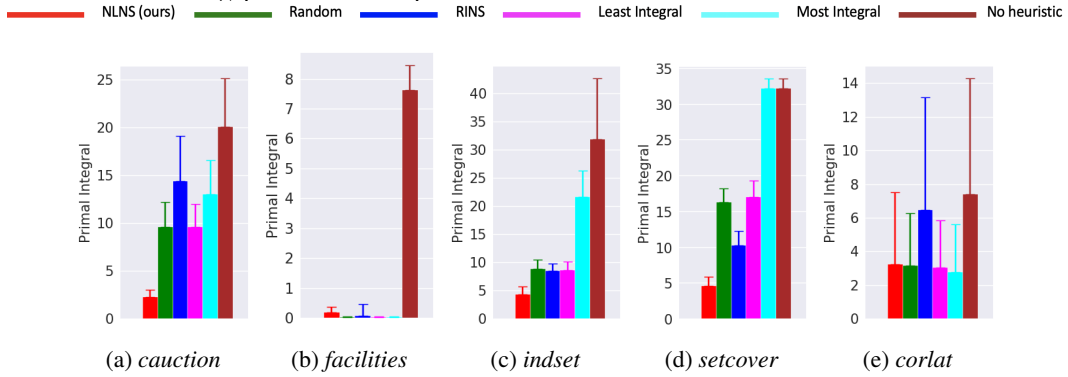 NLNS (ours) Random RINS Least Integral Most Integral No heuristic
Primal Integral 25 20 15 10 5 0
Primal Integral 8 7 6 5 4 3 2 1 0
Primal Integral 40 35 30 25 20 15 10 5 0
Primal Integral 35 30 25 20 15 10 5 0
Primal Integral 14 12 10 8 6 4 2 0
(a) cauction (b) facilities (c) indset (d) setcover (e) corlat